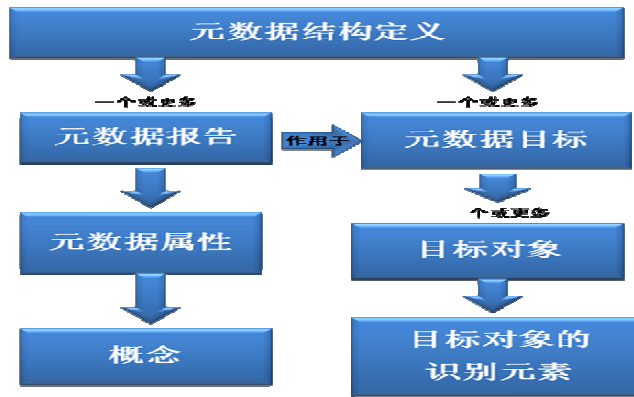 元数据结构定义
一个或更多
一个或更多
元数据报告
作用于
元数据目标
个或更多
元数据属性
目标对象
概念
目标对象的
识别元素